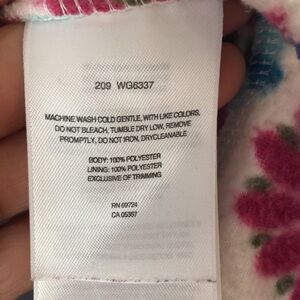 209 WG6337
MACHINE WASH COLD GENTLE, WITH LIKE COLORS,
DO NOT BLEACH, TUMBLE DRY LOW, REMOVE
PROMPTLY, DO NOT IRON, DRYCLEANABLE
BODY: 100% POLYESTER
LINING: 100% POLYESTER
EXCLUSIVE OF TRIMMING
RN 69724
CA 05367